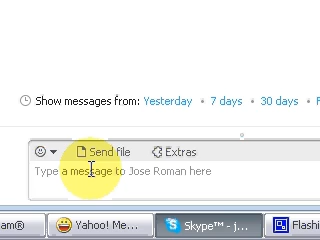 Show messages from: Yesterday • 7 days • 30 days •
Send file Extras
Type a message to Jose Roman here
am® Yahoo! Me... Skype™ - j... Flashi